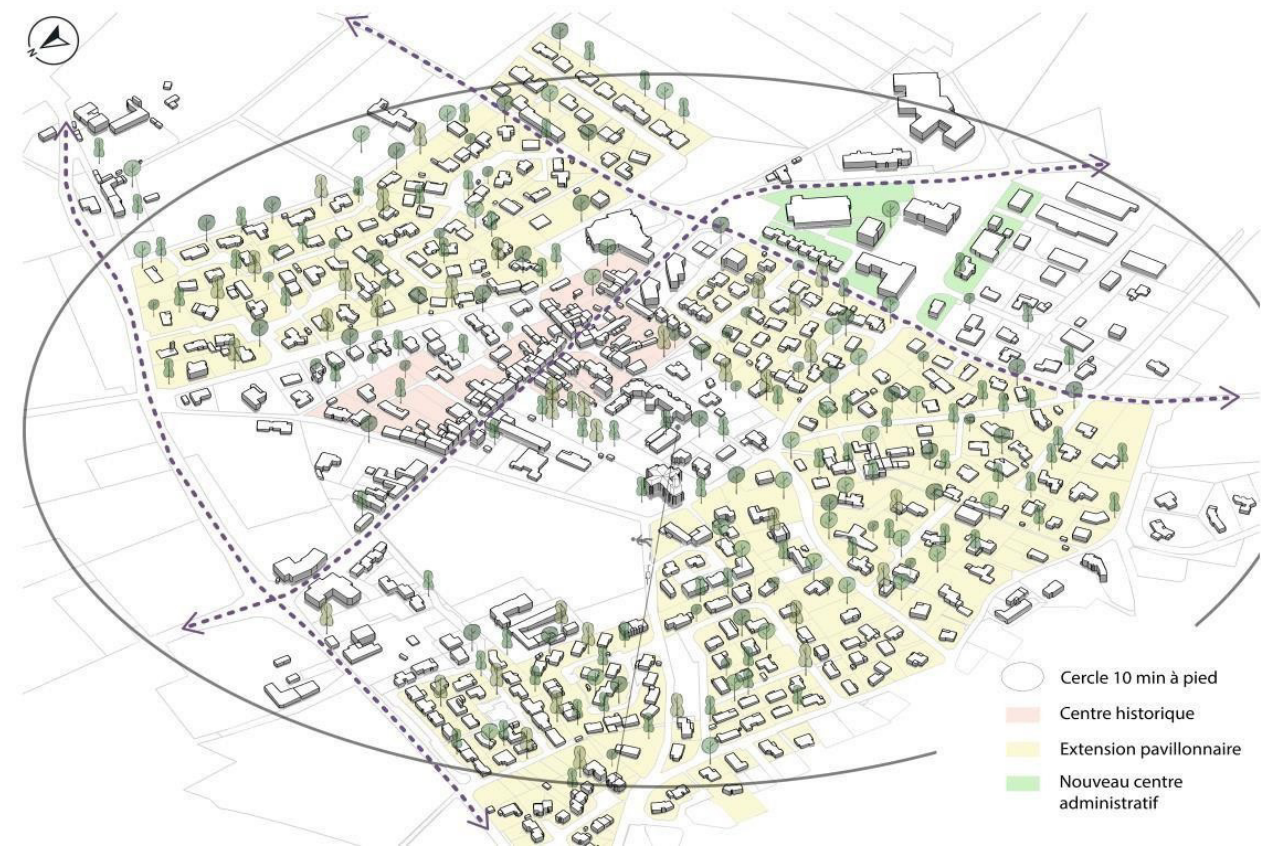 N
Cercle 10 min à pied
Centre historique
Extension pavillonnaire
Nouveau centre
administratif